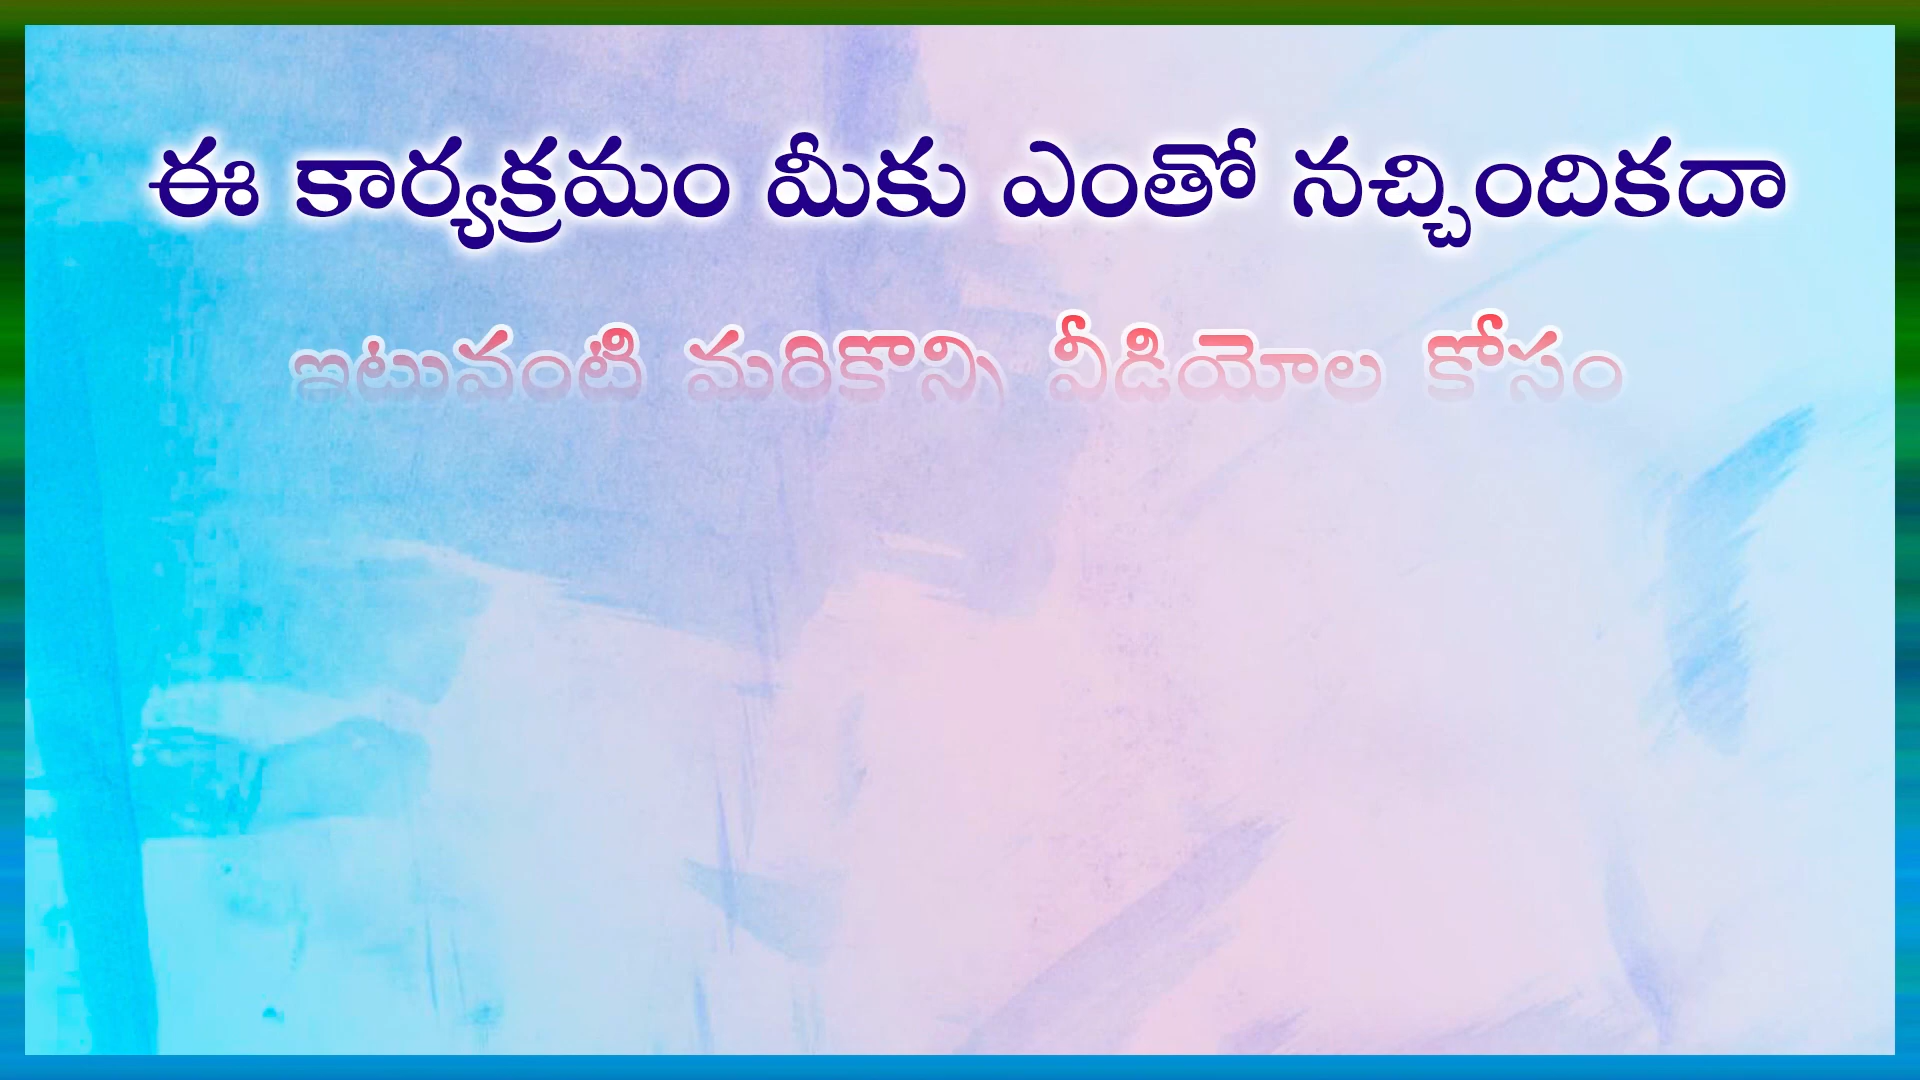 ఈ కార్యక్రమం మీకు ఎంతో నచ్చిందికదా
ఇటువంటి మరికొన్ని వీడియోల కోసం